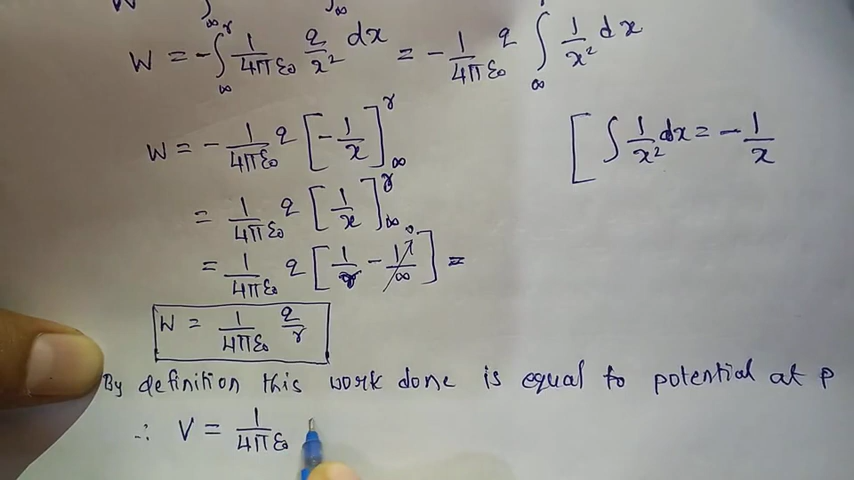 W ∫ ∫
W = -∫_∞^r 1/4πε₀ q/x² dx = - 1/4πε₀ q ∫_∞ 1/x² dx
W = - 1/4πε₀ q [-1/x]_∞^r [∫ 1/x² dx = - 1/x
= 1/4πε₀ q [1/x]_∞^r
= 1/4πε₀ q [1/r - 1/∞] =
W = 1/4πε₀ q/r
By definition this work done is equal to potential at P
∴ V = 1/4πε₀